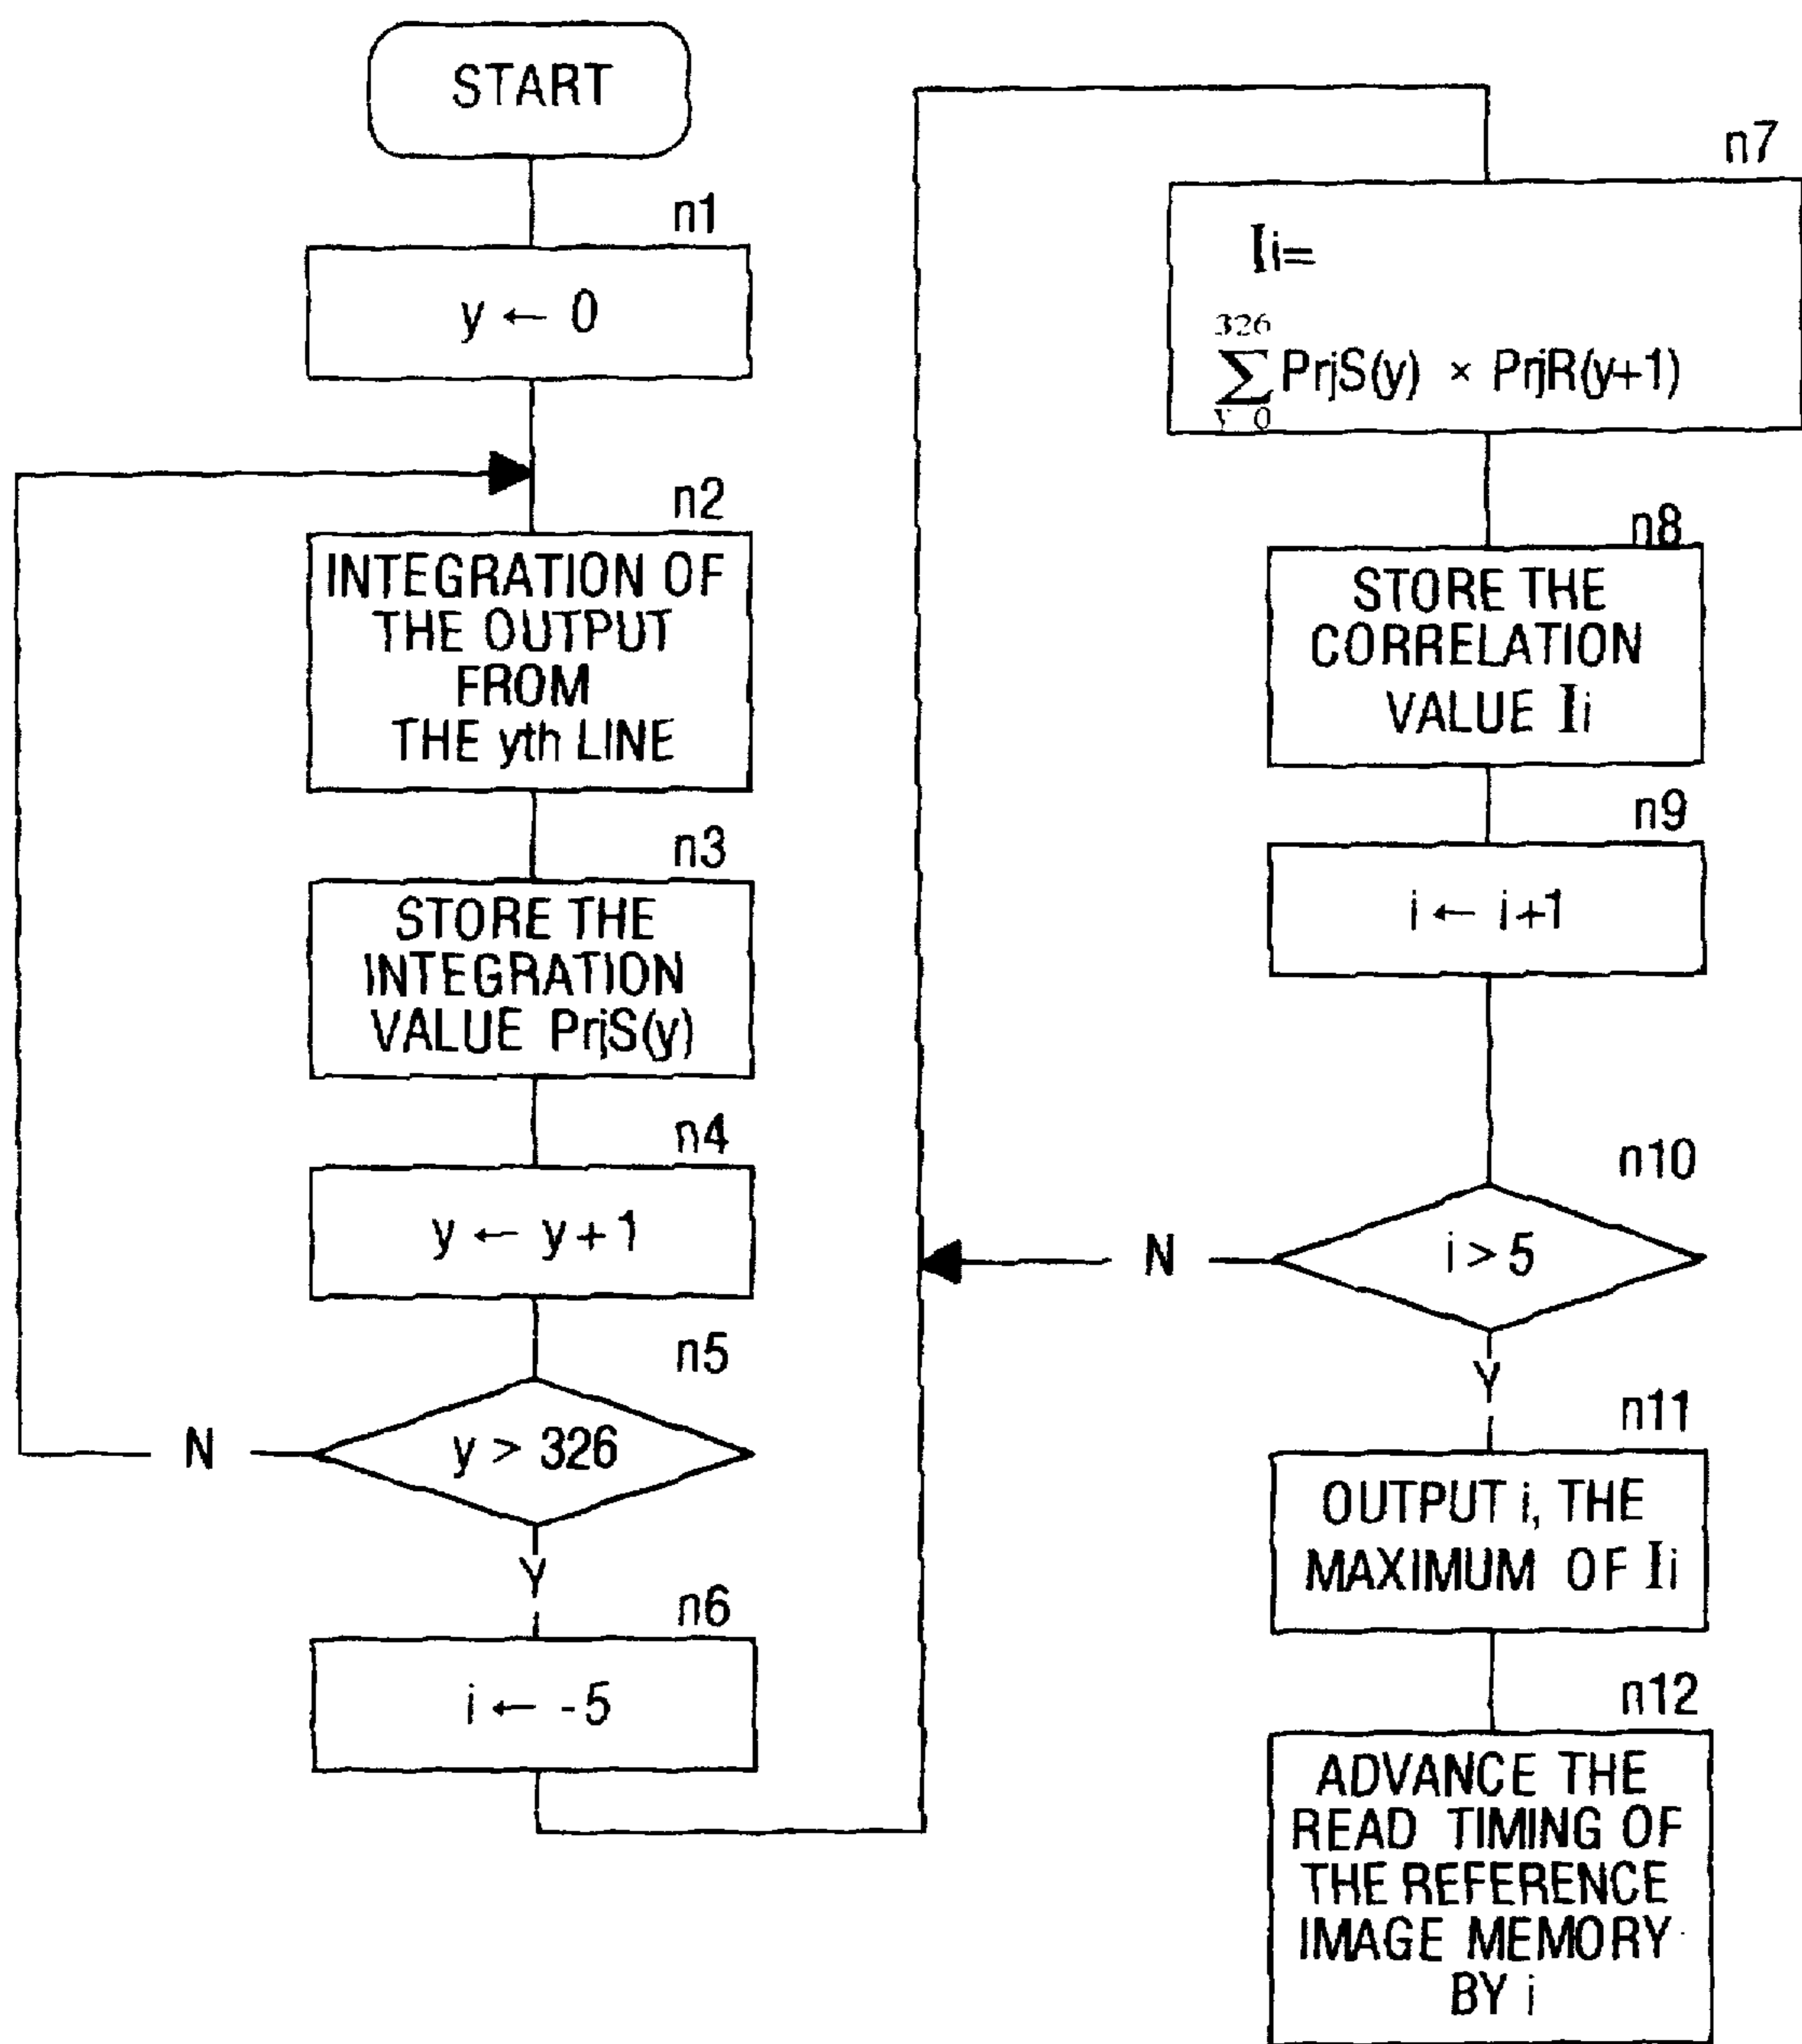 START
n1
y ← 0
n2
INTEGRATION OF
THE OUTPUT
FROM
THE yth LINE
n3
STORE THE
INTEGRATION
VALUE PrjS(y)
n4
y ← y + 1
n5
y > 326
N
Y
n6
i ← - 5
n7
Ii=
326
∑ PrjS(y) × PrjR(y+1)
y 0
n8
STORE THE
CORRELATION
VALUE Ii
n9
i ← i+1
n10
i > 5
N
Y
n11
OUTPUT i, THE
MAXIMUM OF Ii
n12
ADVANCE THE
READ TIMING OF
THE REFERENCE
IMAGE MEMORY
BY i